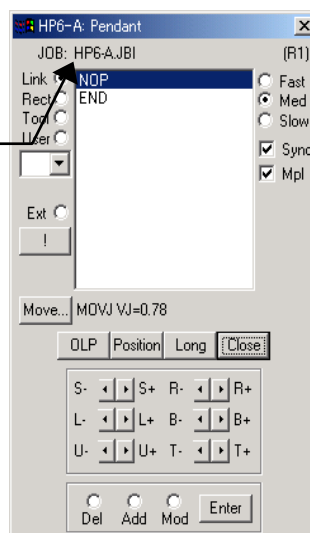 HP6-A: Pendant
JOB: HP6-A.JBI (R1)
Link NOP Fast
Rect END Med
Tool Slow
User Sync
Mpl
Ext
!
Move... MOVJ VJ=0.78
OLP Position Long Close
S- S+ R- R+
L- L+ B- B+
U- U+ T- T+
Del Add Mod Enter